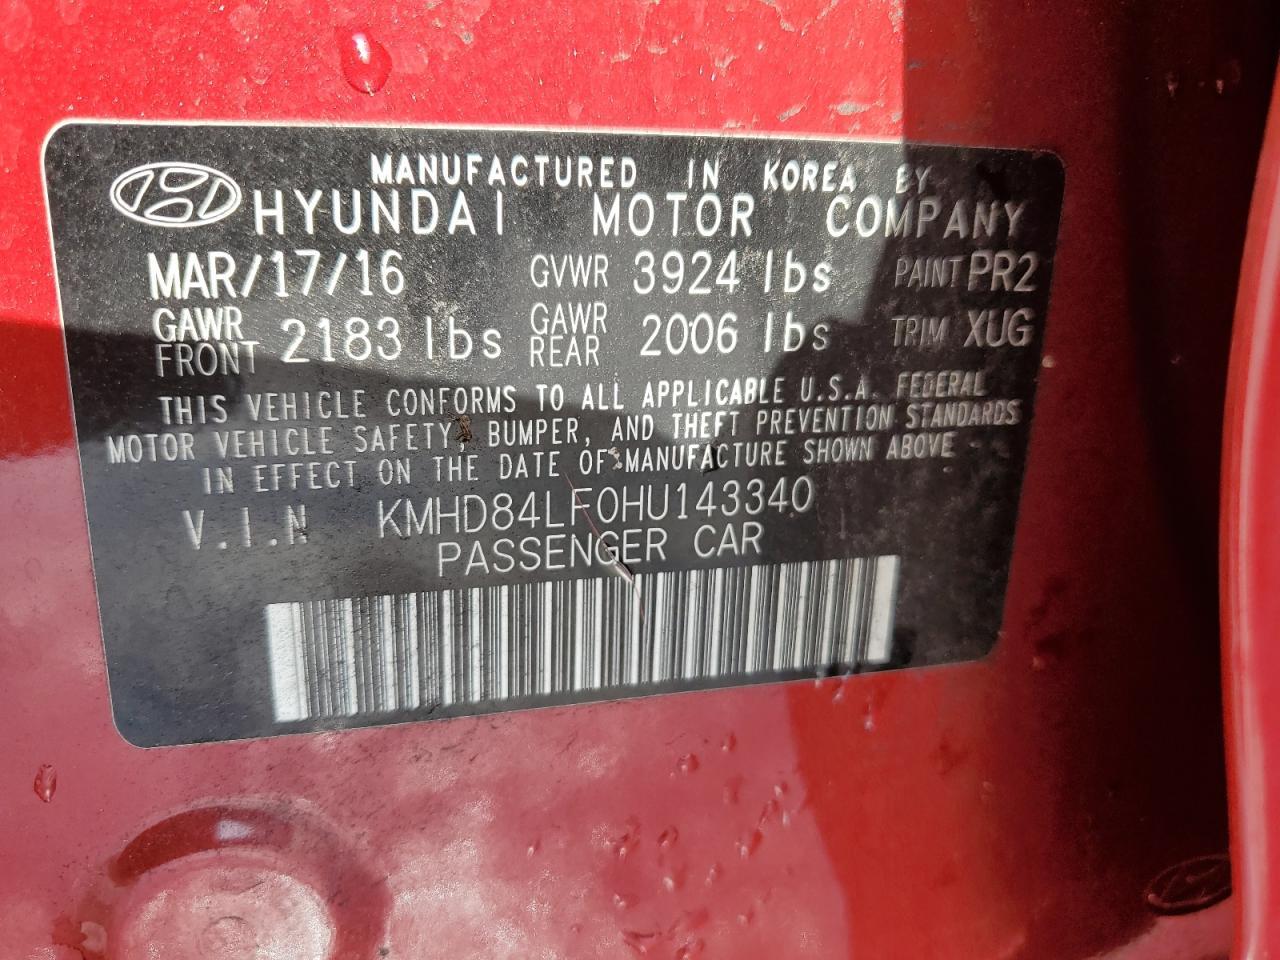 MANUFACTURED IN KOREA BY
HYUNDAI MOTOR COMPANY
MAR/17/16 GVWR 3924 lbs PAINT PR2
GAWR FRONT 2183 lbs GAWR REAR 2006 lbs TRIM XUG
THIS VEHICLE CONFORMS TO ALL APPLICABLE U.S.A. FEDERAL
MOTOR VEHICLE SAFETY, BUMPER, AND THEFT PREVENTION STANDARDS
IN EFFECT ON THE DATE OF MANUFACTURE SHOWN ABOVE
V.I.N KMHD84LF0HU143340
PASSENGER CAR